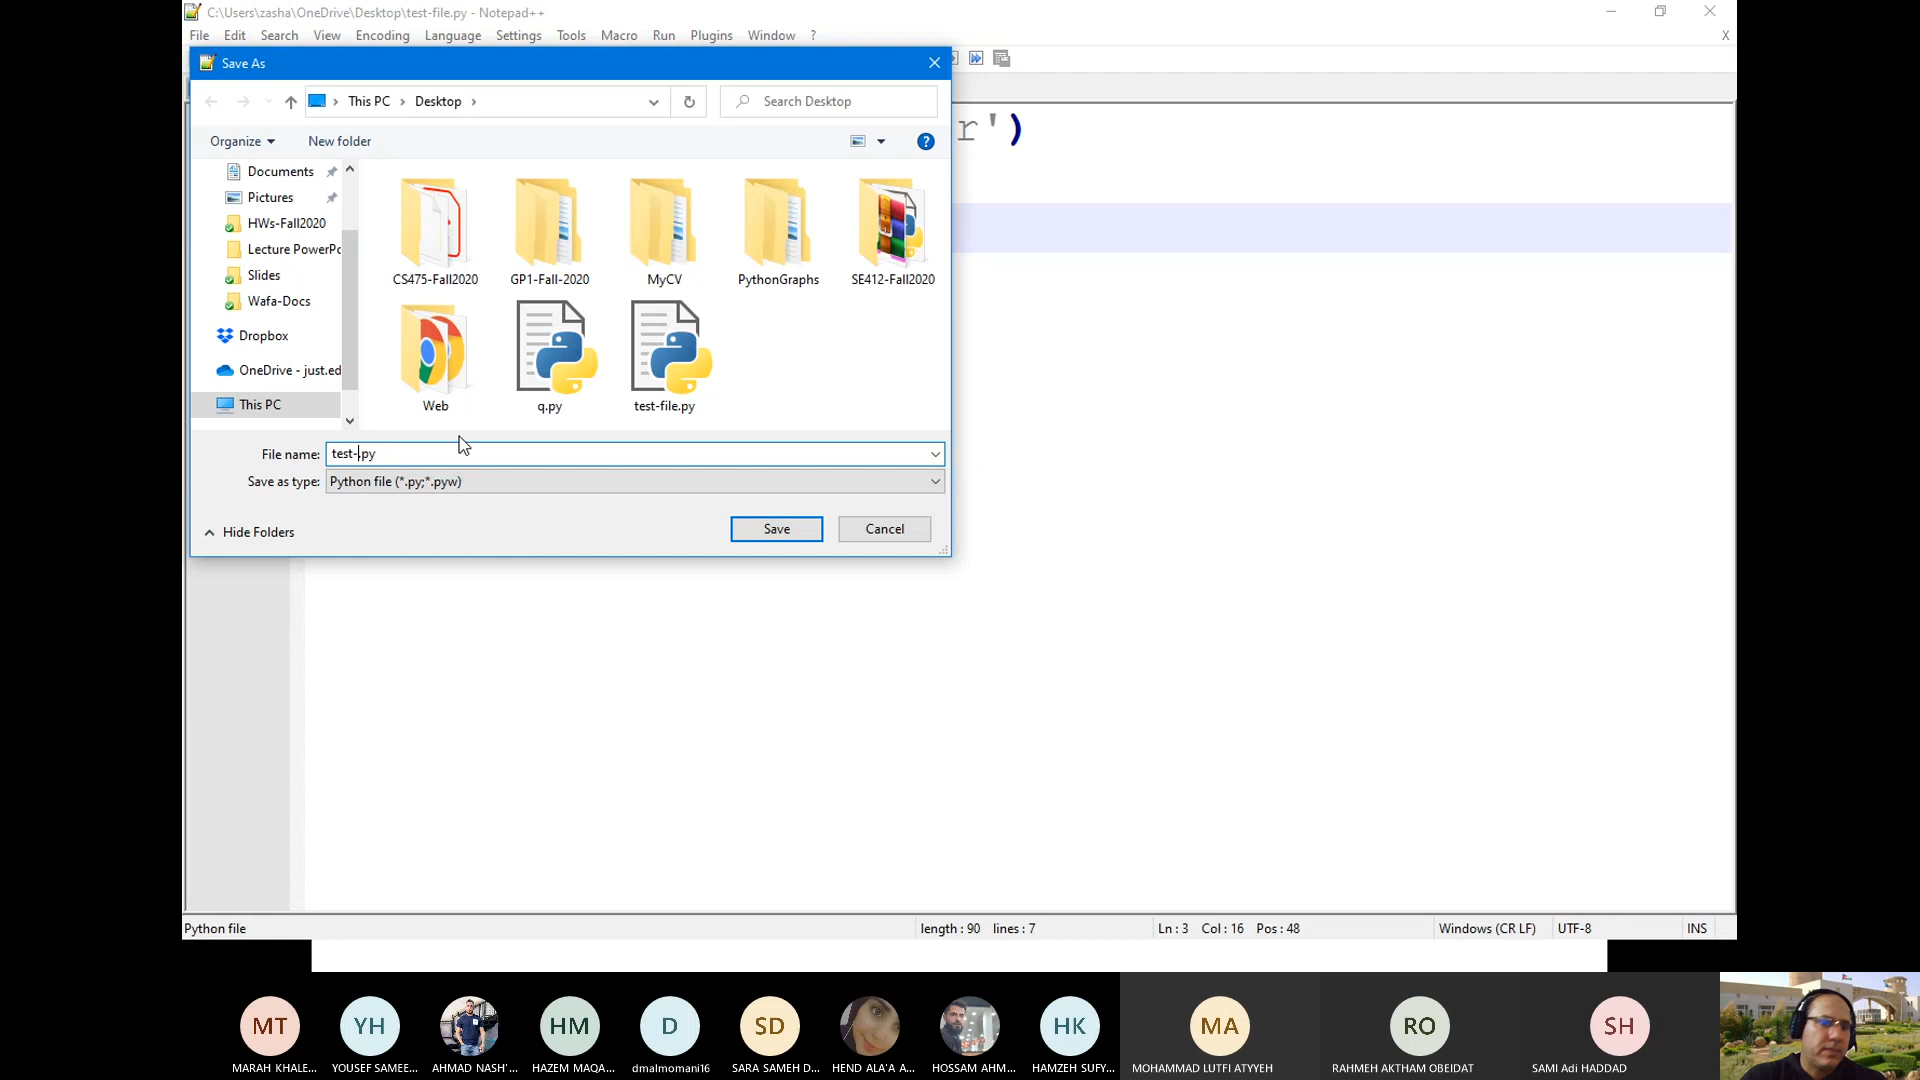 C:\Users\zasha\OneDrive\Desktop\test-file.py - Notepad++
File Edit Search View Encoding Language Settings Tools Macro Run Plugins Window ?
X
Save As
This PC > Desktop >
Search Desktop
Organize
New folder
?
r')
Documents
Pictures
HWs-Fall2020
Lecture PowerPo
Slides
Wafa-Docs
Dropbox
OneDrive - just.ed
This PC
CS475-Fall2020
GP1-Fall-2020
MyCV
PythonGraphs
SE412-Fall2020
Web
q.py
test-file.py
File name: test-.py
Save as type: Python file (*.py;*.pyw)
Hide Folders
Save
Cancel
Python file
length : 90 lines : 7
Ln : 3 Col : 16 Pos : 48
Windows (CR LF)
UTF-8
INS
MT
YH
HM
D
SD
HK
MA
RO
SH
MARAH KHALE...
YOUSEF SAMEE...
AHMAD NASH'...
HAZEM MAQA...
dmalmomani16
SARA SAMEH D...
HEND ALA'A A...
HOSSAM AHM...
HAMZEH SUFY...
MOHAMMAD LUTFI ATYYEH
RAHMEH AKTHAM OBEIDAT
SAMI Adi HADDAD